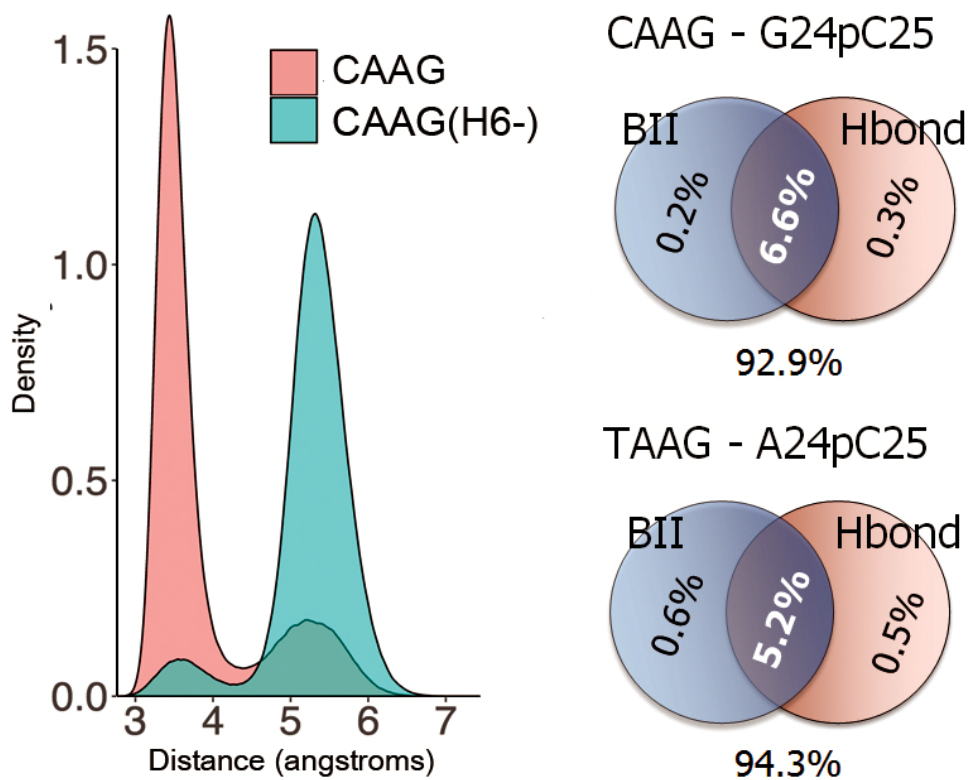 1.5
1.0
0.5
0.0
Density
3 4 5 6 7
Distance (angstroms)
CAAG
CAAG(H6-)
CAAG - G24pC25
BII Hbond
0.2% 6.6% 0.3%
92.9%
TAAG - A24pC25
BII Hbond
0.6% 5.2% 0.5%
94.3%